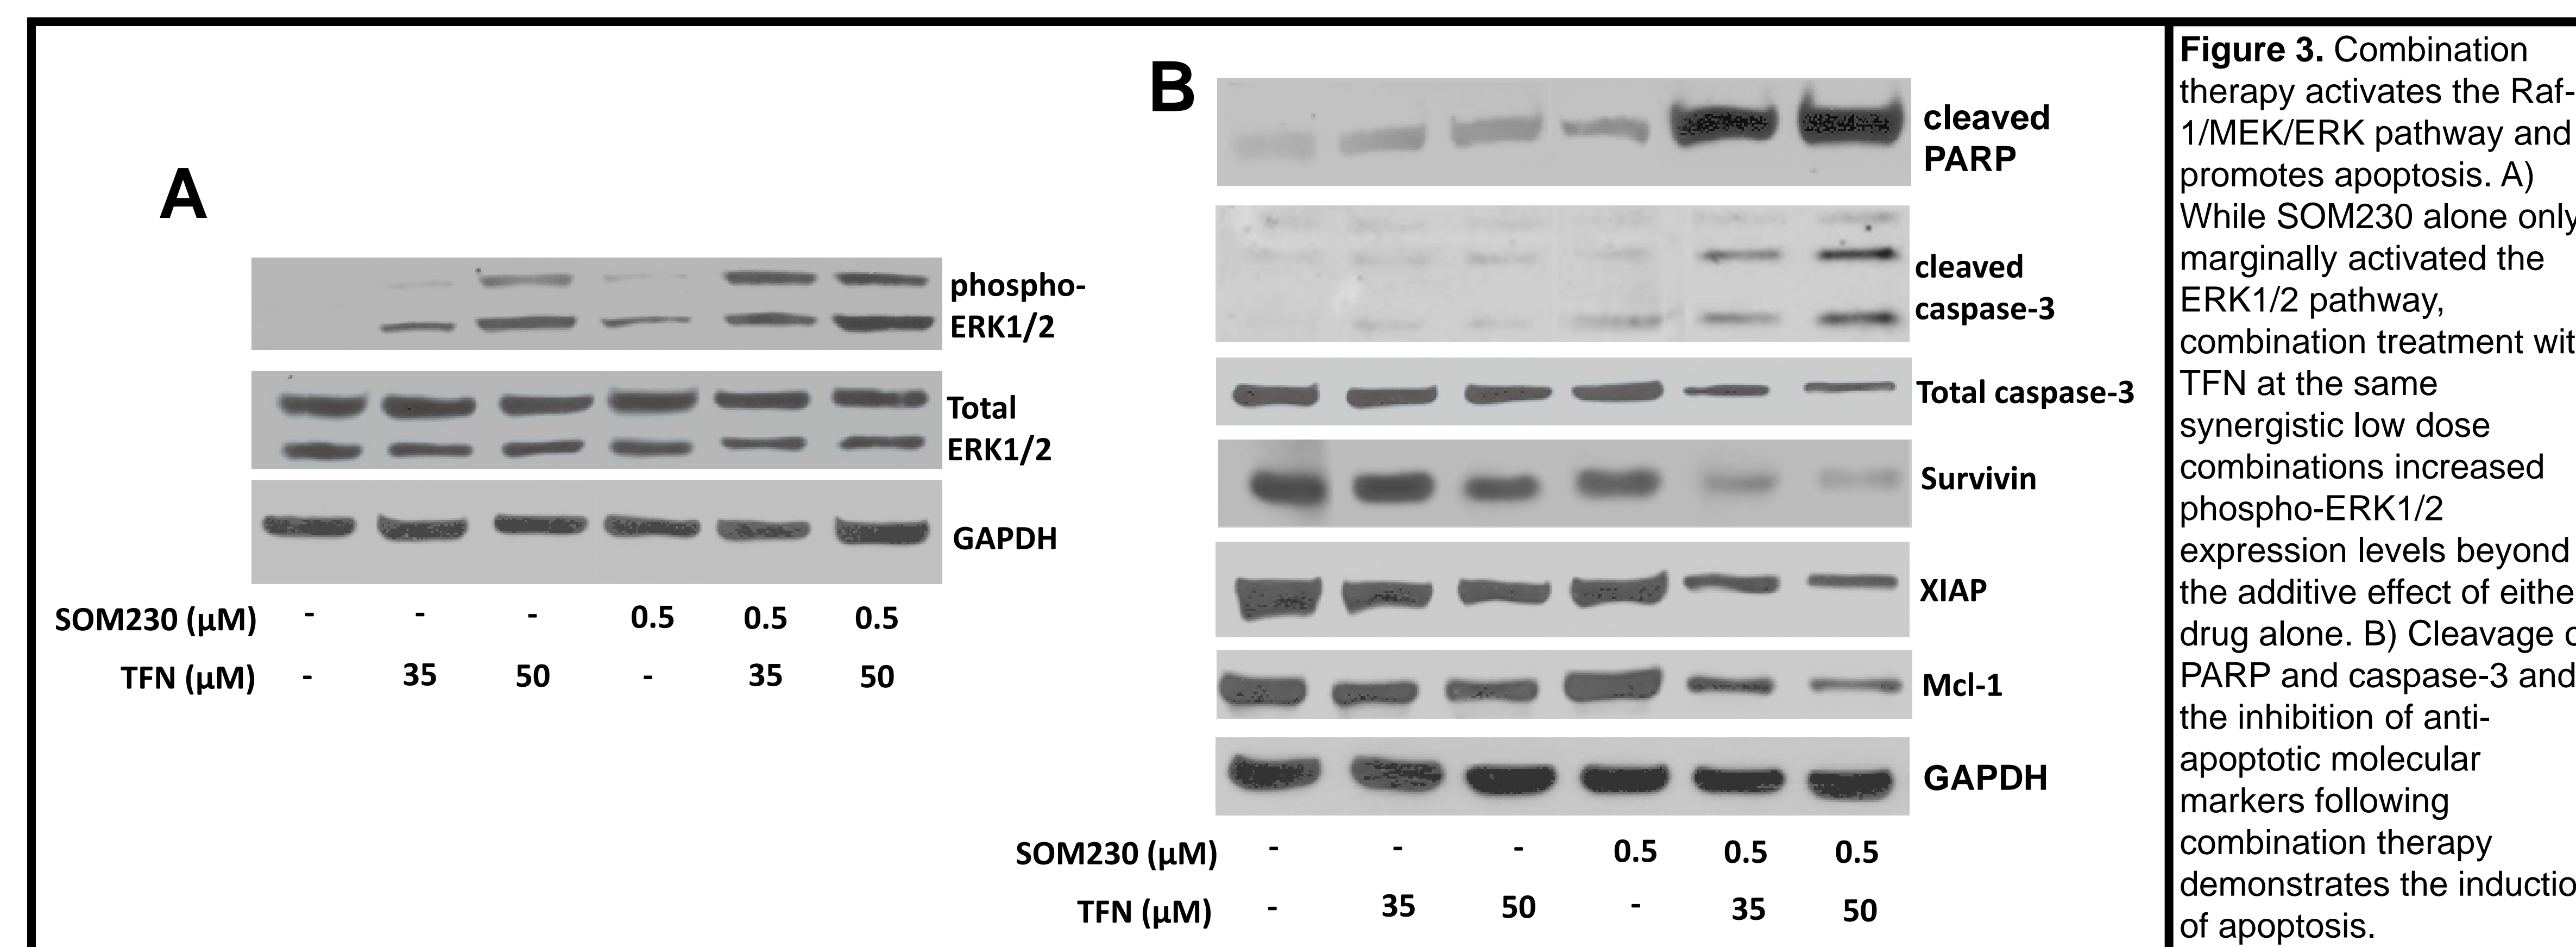 A
phospho-
ERK1/2
Total
ERK1/2
GAPDH
SOM230 (µM) - - - 0.5 0.5 0.5
TFN (µM) - 35 50 - 35 50
B
cleaved
PARP
cleaved
caspase-3
Total caspase-3
Survivin
XIAP
Mcl-1
GAPDH
SOM230 (µM) - - - 0.5 0.5 0.5
TFN (µM) - 35 50 - 35 50
Figure 3. Combination
therapy activates the Raf-
1/MEK/ERK pathway and
promotes apoptosis. A)
While SOM230 alone only
marginally activated the
ERK1/2 pathway,
combination treatment wit
TFN at the same
synergistic low dose
combinations increased
phospho-ERK1/2
expression levels beyond
the additive effect of eithe
drug alone. B) Cleavage o
PARP and caspase-3 and
the inhibition of anti-
apoptotic molecular
markers following
combination therapy
demonstrates the inductio
of apoptosis.